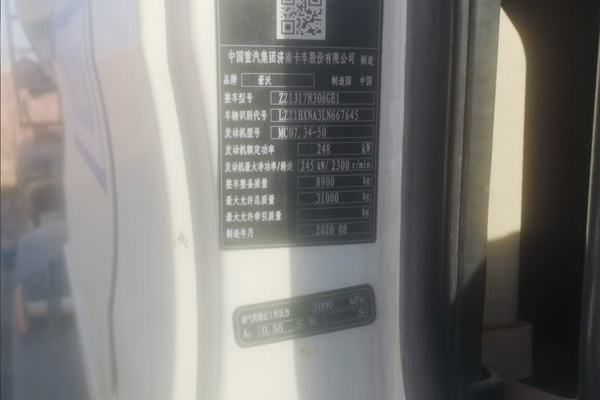 中国重汽集团济南卡车股份有限公司 制造
品牌 豪沃 制造国 中国
整车型号 ZZ1317N306GE1
车辆识别代号 LZZ1BXNA3LN667645
发动机型号 MC07.34-50
发动机额定功率 248 kW
发动机最大净功率/转速 245 kW/ 2300 r/min
整车整备质量 8900 kg
最大允许总质量 31000 kg
最大允许牵引质量 kg
制造年月 2020 08
储气筒额定工作压力 1000 kPa
0.55 S S